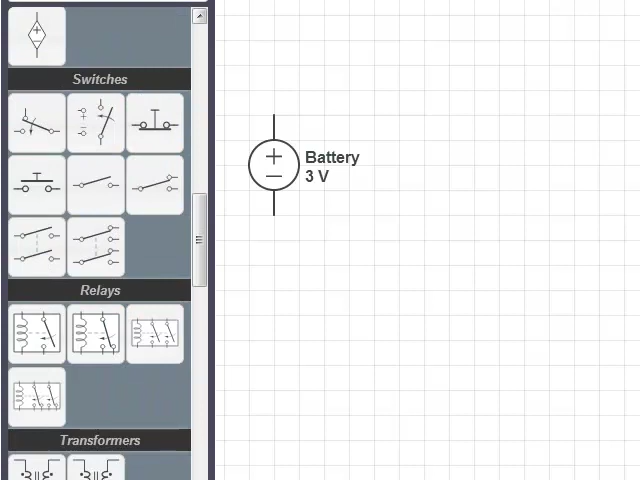 Switches
Battery
3 V
Relays
Transformers